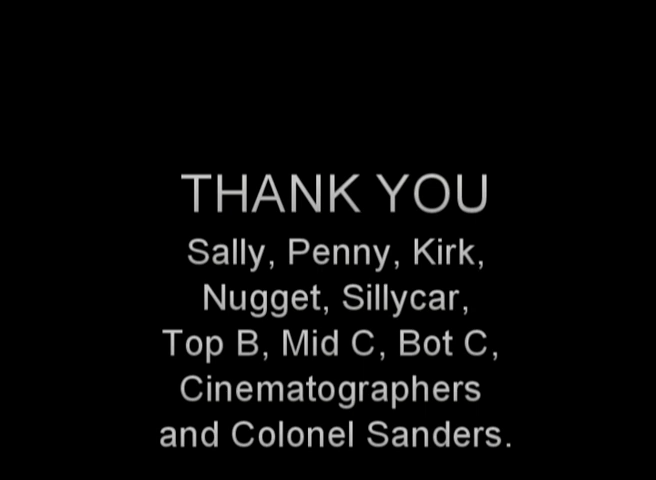 THANK YOU
Sally, Penny, Kirk,
Nugget, Sillycar,
Top B, Mid C, Bot C,
Cinematographers
and Colonel Sanders.